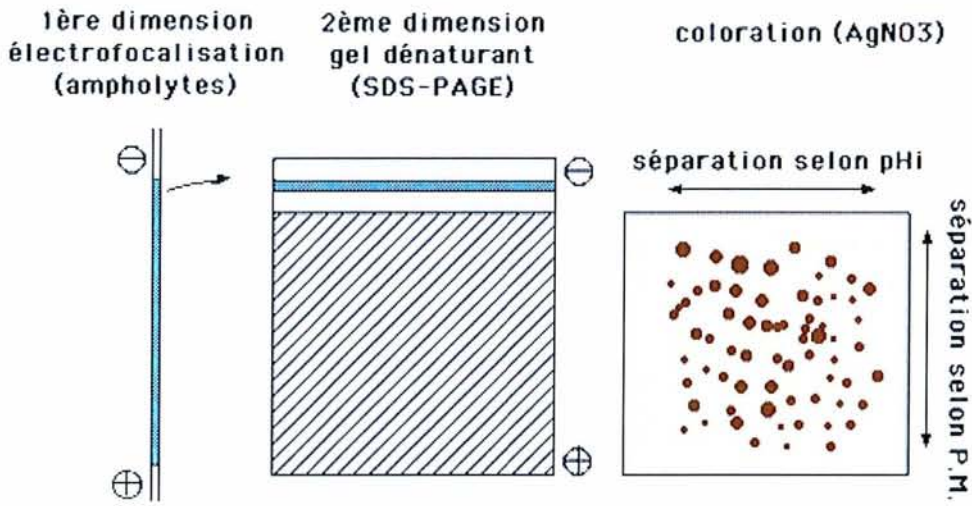 1ère dimension
électrofocalisation
(ampholytes)
2ème dimension
gel dénaturant
(SDS-PAGE)
coloration (AgNO3)
⊖
⊕
⊖
⊕
séparation selon pHi
séparation selon P.M.